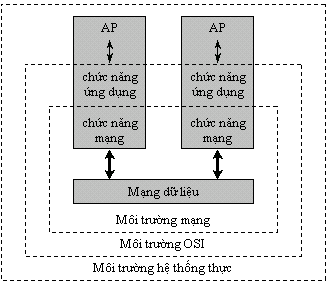 AP
AP
chức năng
ứng dụng
chức năng
ứng dụng
chức năng
mạng
chức năng
mạng
Mạng dữ liệu
Môi trường mạng
Môi trường OSI
Môi trường hệ thống thực